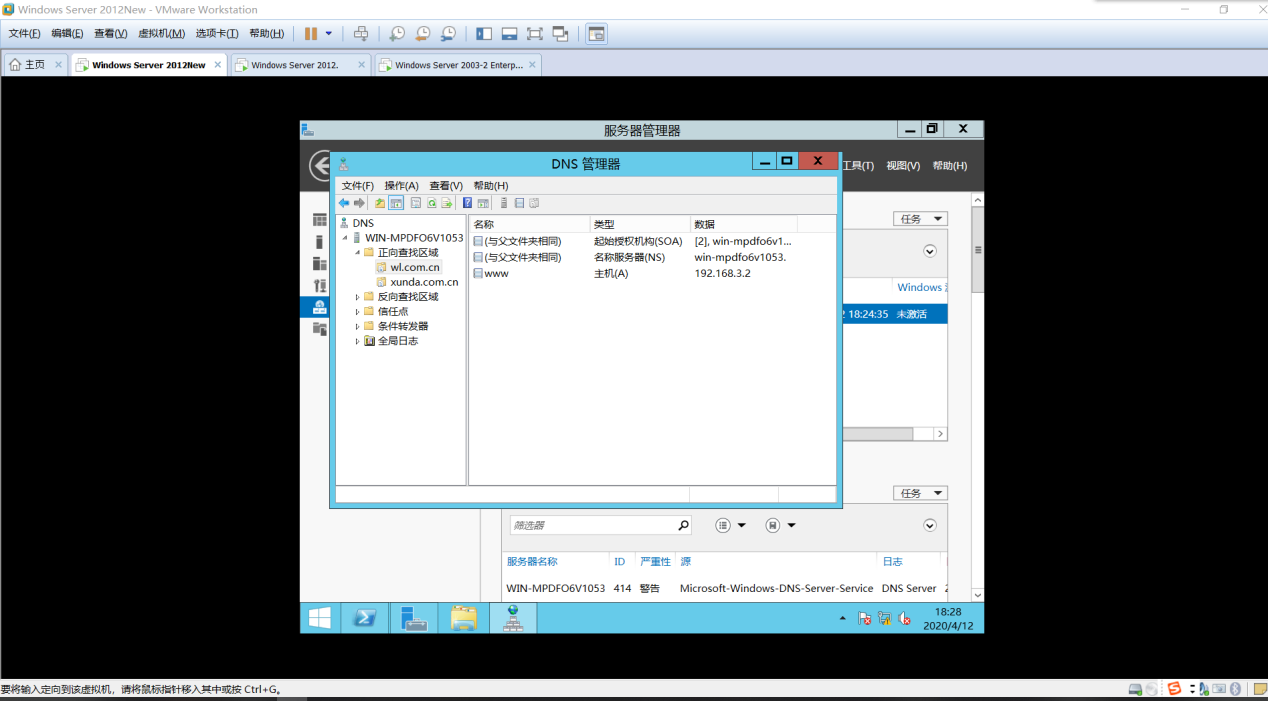 Windows Server 2012New - VMware Workstation
文件(F) 编辑(E) 查看(V) 虚拟机(M) 选项卡(T) 帮助(H)
主页 Windows Server 2012New Windows Server 2012. Windows Server 2003-2 Enterp...
服务器管理器
工具(T) 视图(V) 帮助(H)
DNS 管理器
文件(F) 操作(A) 查看(V) 帮助(H)
任务
DNS
WIN-MPDFO6V1053
正向查找区域
wl.com.cn
xunda.com.cn
反向查找区域
信任点
条件转发器
全局日志
名称 类型 数据
(与父文件夹相同) 起始授权机构(SOA) [2], win-mpdfo6v1...
(与父文件夹相同) 名称服务器(NS) win-mpdfo6v1053.
www 主机(A) 192.168.3.2
Windows
18:24:35 未激活
任务
筛选器
服务器名称 ID 严重性 源 日志
WIN-MPDFO6V1053 414 警告 Microsoft-Windows-DNS-Server-Service DNS Server
18:28
2020/4/12
要将输入定向到该虚拟机，请将鼠标指针移入其中或按 Ctrl+G。